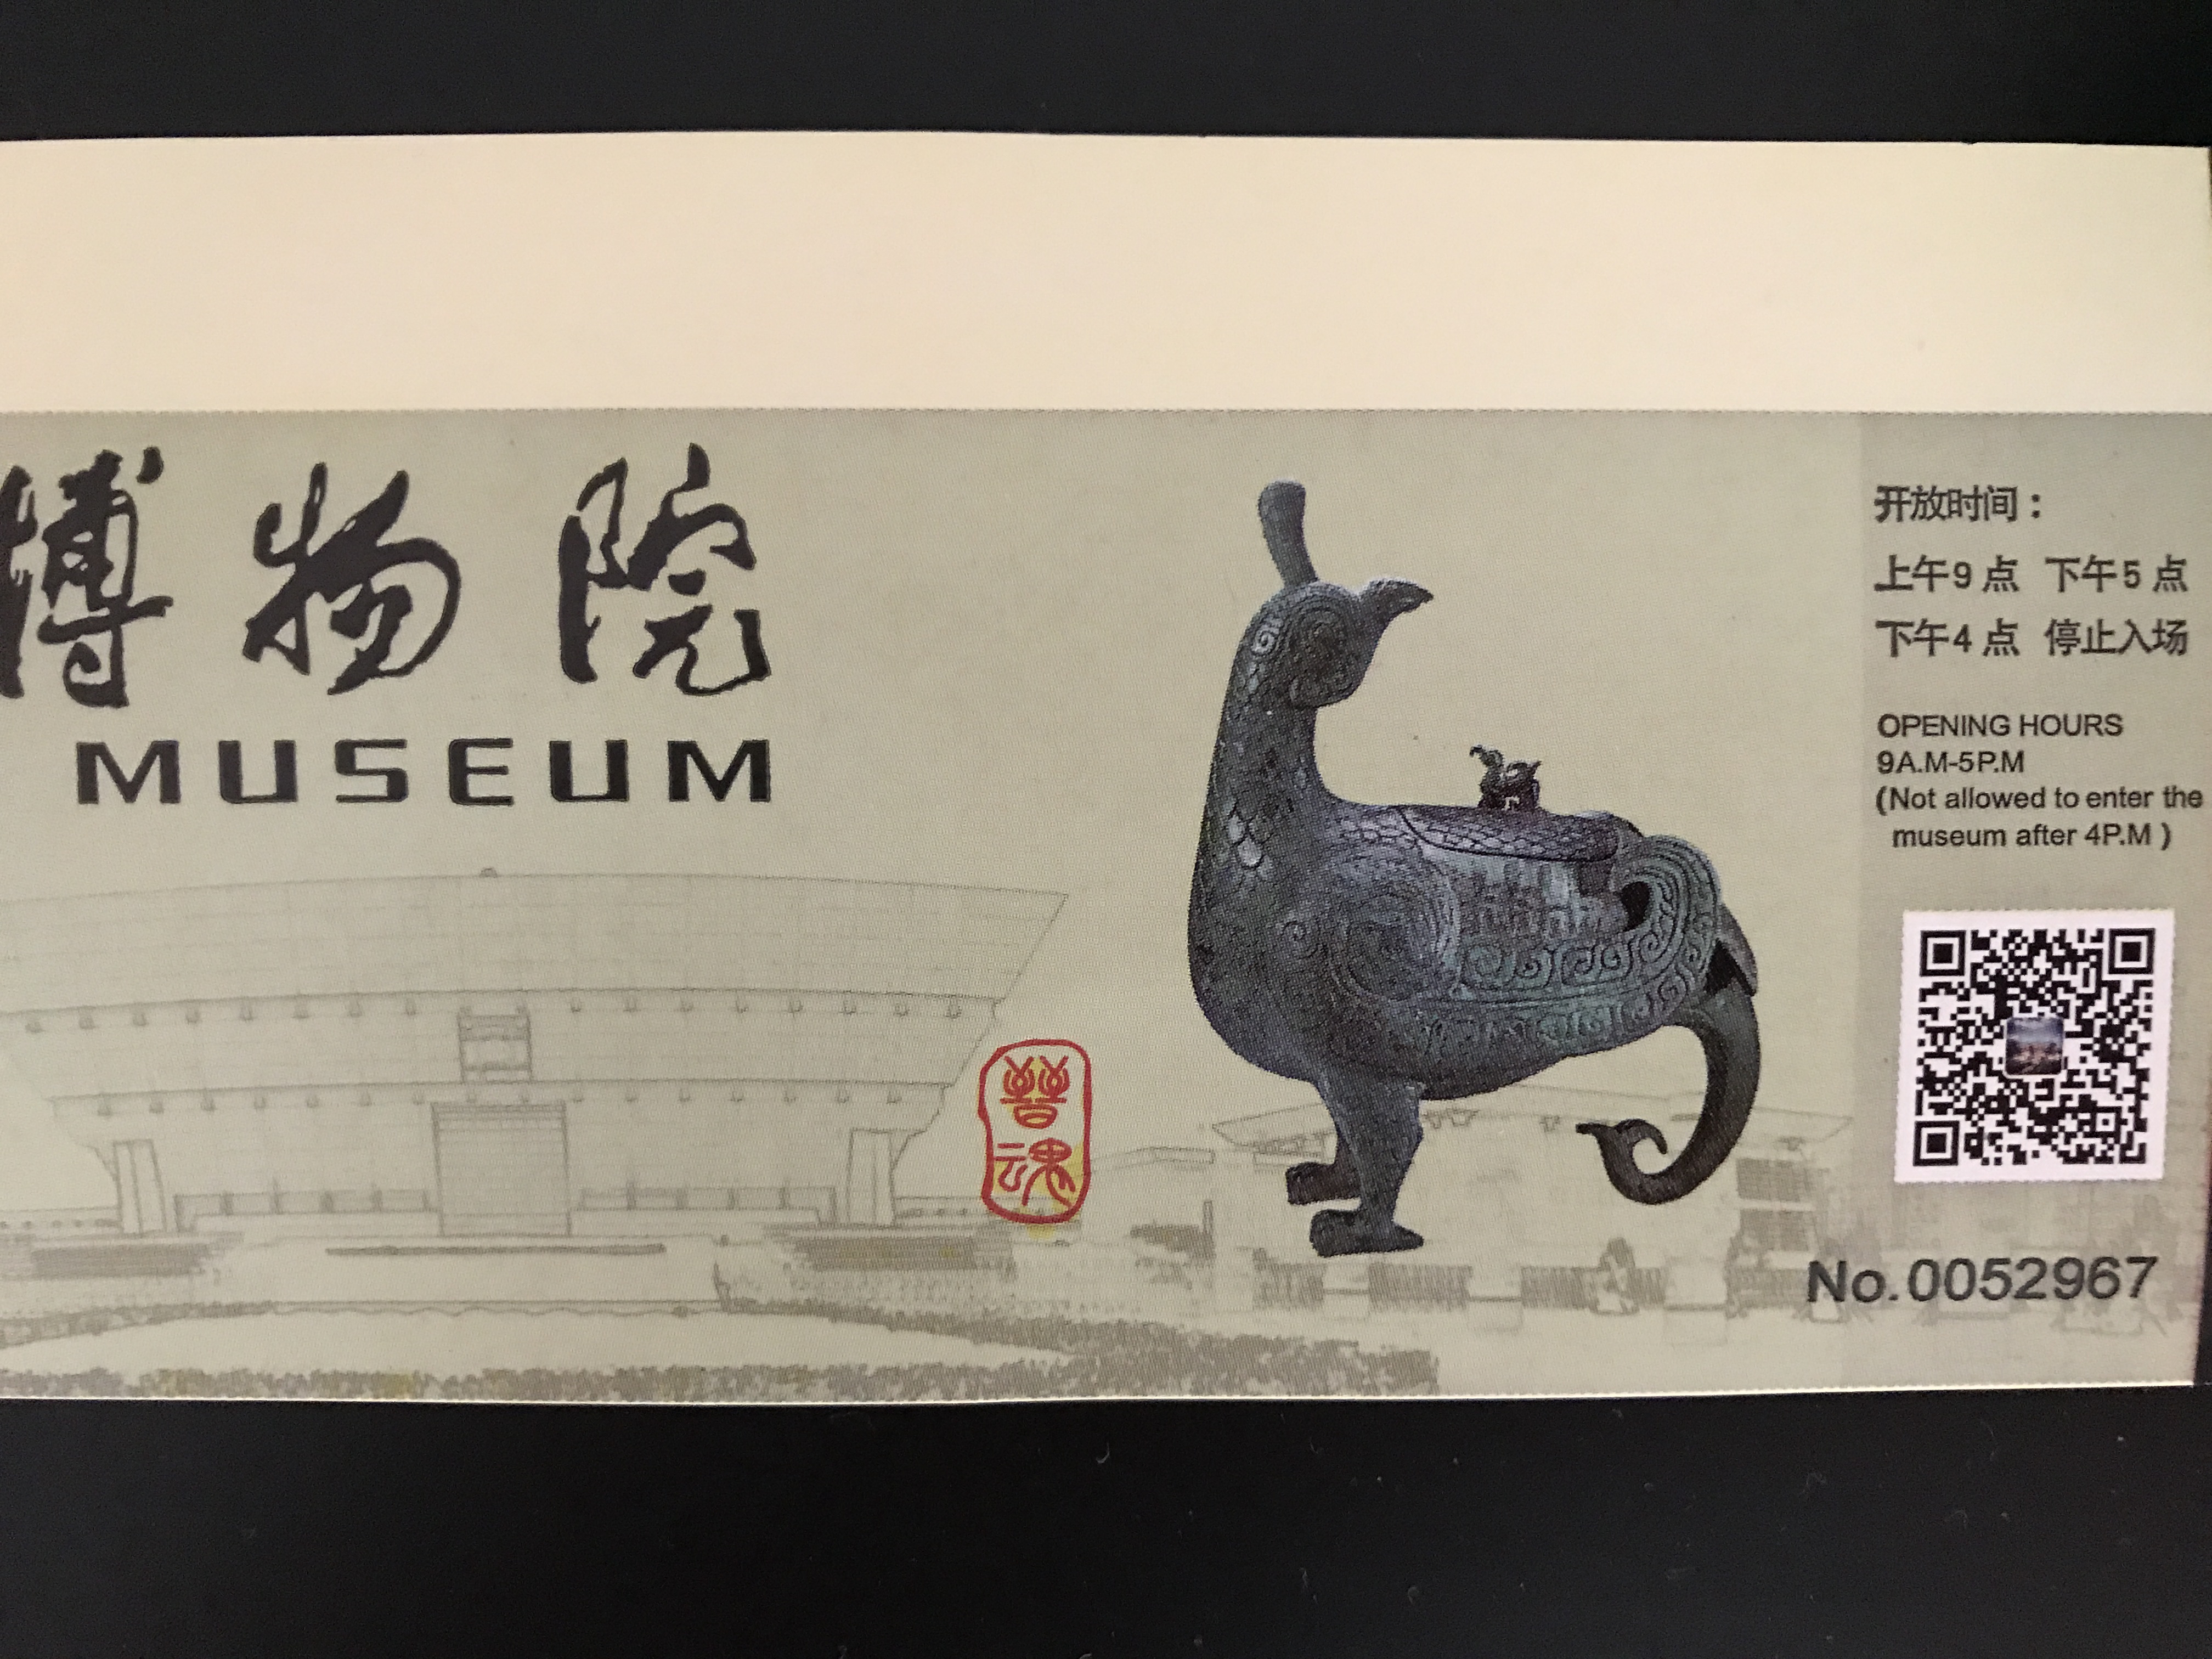 博物院
MUSEUM
晋魂
开放时间：
上午9点 下午5点
下午4点 停止入场
OPENING HOURS
9A.M-5P.M
(Not allowed to enter the
museum after 4P.M )
No.0052967